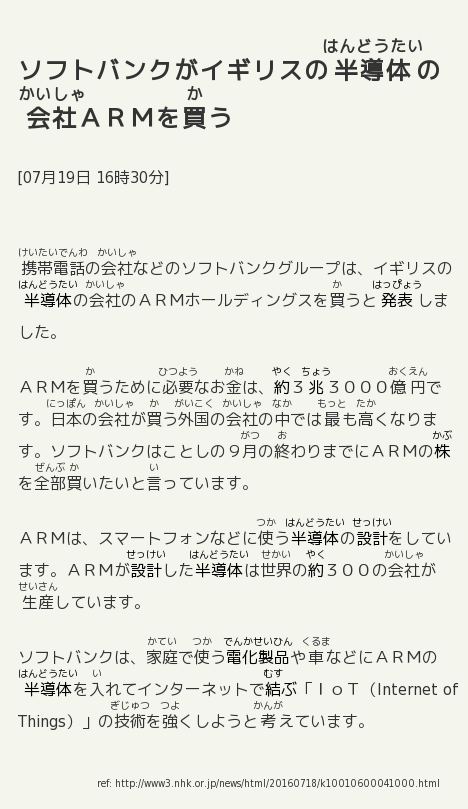 はんどうたい
ソフトバンクがイギリスの半導体の
かいしゃ か
会社ＡＲＭを買う
[07月19日 16時30分]
けいたいでんわ かいしゃ
携帯電話の会社などのソフトバンクグループは、イギリスの
はんどうたい かいしゃ か はっぴょう
半導体の会社のＡＲＭホールディングスを買うと発表しま
した。
か ひつよう かね やく ちょう おくえん
ＡＲＭを買うために必要なお金は、約３兆３０００億円で
にっぽん かいしゃ か がいこく かいしゃ なか もっと たか
す。日本の会社が買う外国の会社の中では最も高くなりま
がつ お かぶ
す。ソフトバンクはことしの９月の終わりまでにＡＲＭの株
ぜんぶ か い
を全部買いたいと言っています。
つか はんどうたい せっけい
ＡＲＭは、スマートフォンなどに使う半導体の設計をしてい
せっけい はんどうたい せかい やく かいしゃ
ます。ＡＲＭが設計した半導体は世界の約３００の会社が
せいさん
生産しています。
かてい つか でんかせいひん くるま
ソフトバンクは、家庭で使う電化製品や車などにＡＲＭの
はんどうたい い むす
半導体を入れてインターネットで結ぶ「ＩｏＴ（Internet of
ぎじゅつ つよ かんが
Things）」の技術を強くしようと考えています。
ref: http://www3.nhk.or.jp/news/html/20160718/k10010600041000.html